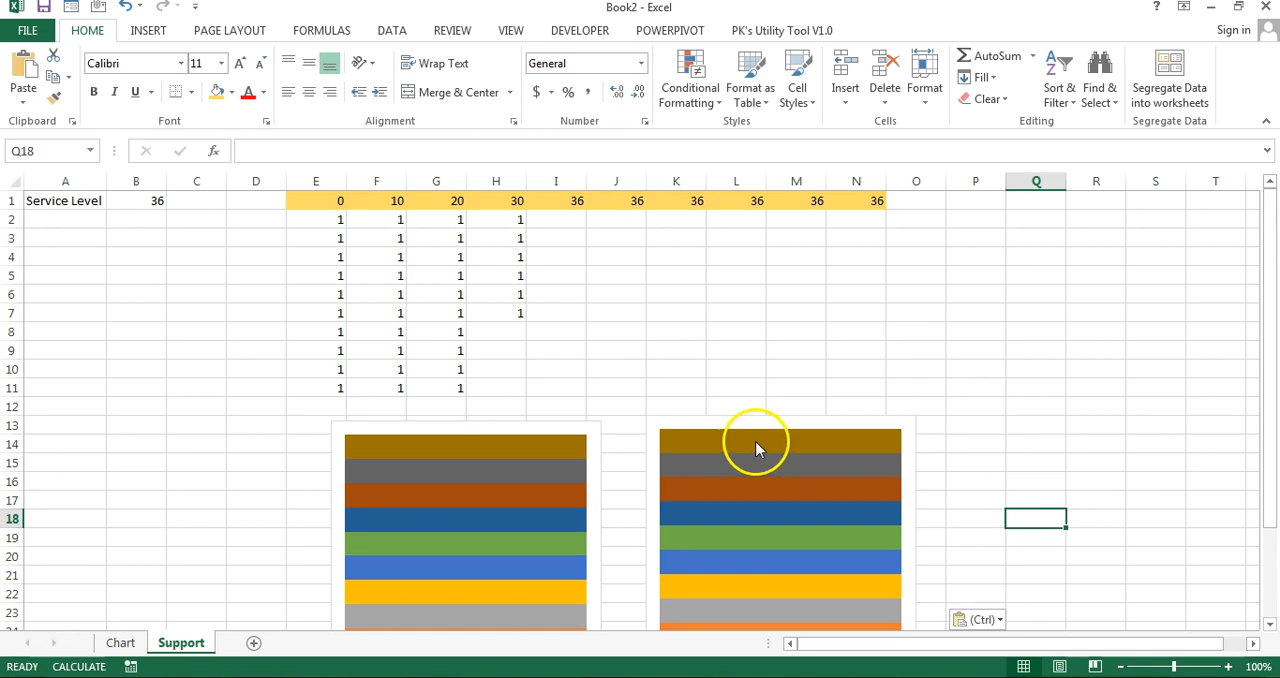 Book2 - Excel
? Sign in
FILE HOME INSERT PAGE LAYOUT FORMULAS DATA REVIEW VIEW DEVELOPER POWERPIVOT PK's Utility Tool V1.0
Calibri 11 Wrap Text General AutoSum
Fill
Paste B I U Merge & Center $ % Conditional Formatting Format as Table Cell Styles Insert Delete Format Clear Sort & Filter Find & Select Segregate Data into worksheets
Clipboard Font Alignment Number Styles Cells Editing Segregate Data
Q18 fx
A B C D E F G H I J K L M N O P Q R S T
1 Service Level 36 0 10 20 30 36 36 36 36 36 36
2 1 1 1 1
3 1 1 1 1
4 1 1 1 1
5 1 1 1 1
6 1 1 1 1
7 1 1 1 1
8 1 1 1
9 1 1 1
10 1 1 1
11 1 1 1
12
13
14
15
16
17
18
19
20
21
22
23
(Ctrl)
Chart Support
READY CALCULATE 100%